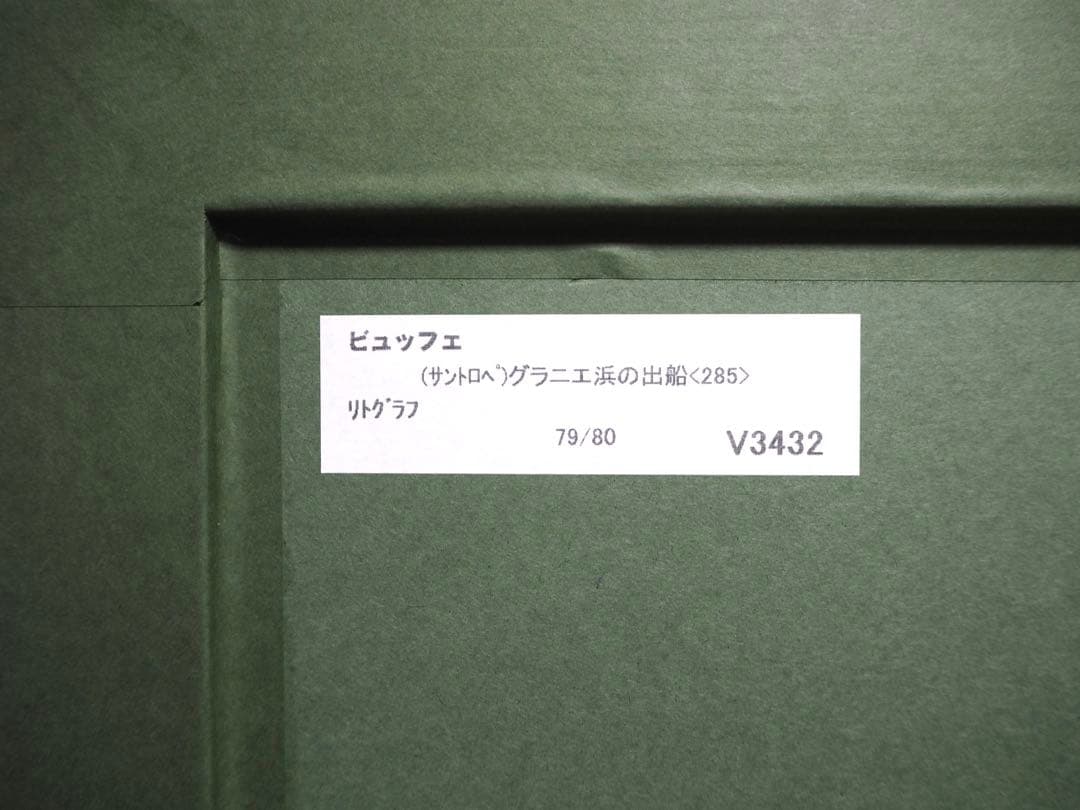 ビュッフェ
(ｻﾝﾄﾛﾍﾟ)グラニエ浜の出船<285>
ﾘﾄｸﾞﾗﾌ
79/80 V3432